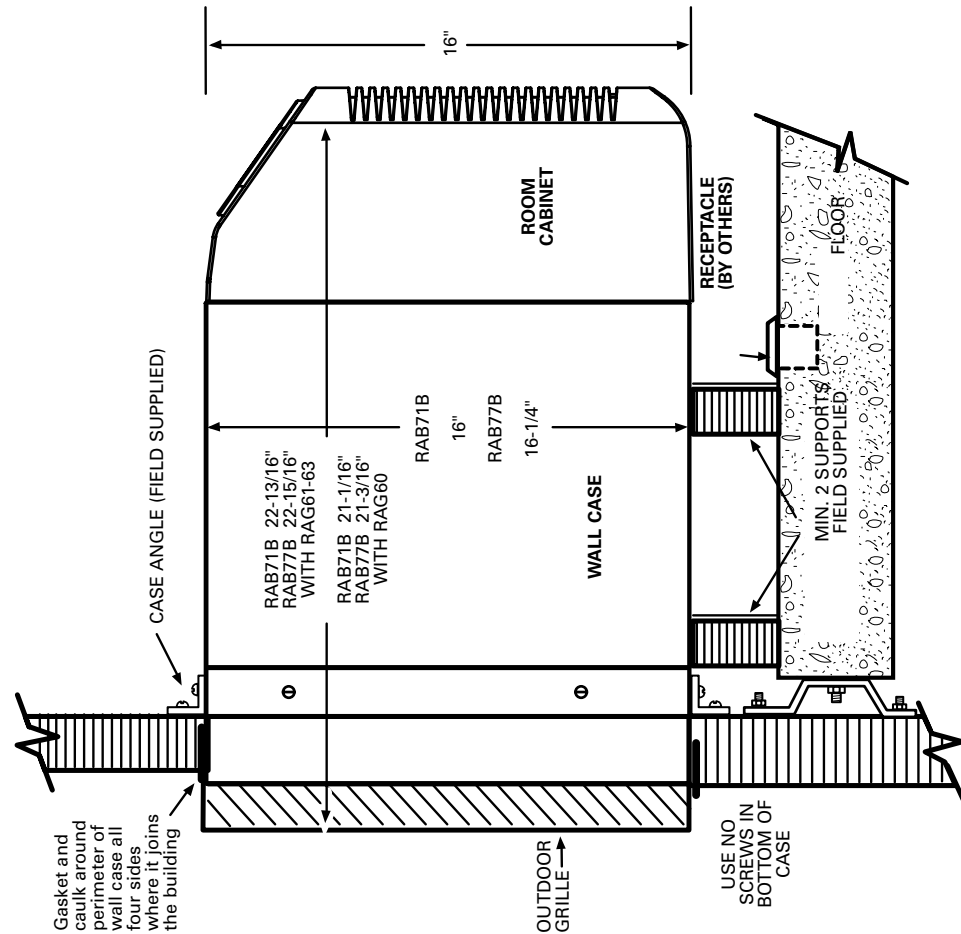 Gasket and
caulk around
perimeter of
wall case all
four sides
where it joins
the building
CASE ANGLE (FIELD SUPPLIED)
16"
RAB71B 22-13/16"
RAB77B 22-15/16"
WITH RAG61-63
RAB71B 21-1/16"
RAB77B 21-3/16"
WITH RAG60
RAB71B
16"
RAB77B
16-1/4"
ROOM
CABINET
WALL CASE
RECEPTACLE
(BY OTHERS)
OUTDOOR
GRILLE
USE NO
SCREWS IN
BOTTOM OF
CASE
MIN. 2 SUPPORTS
FIELD SUPPLIED
FLOOR